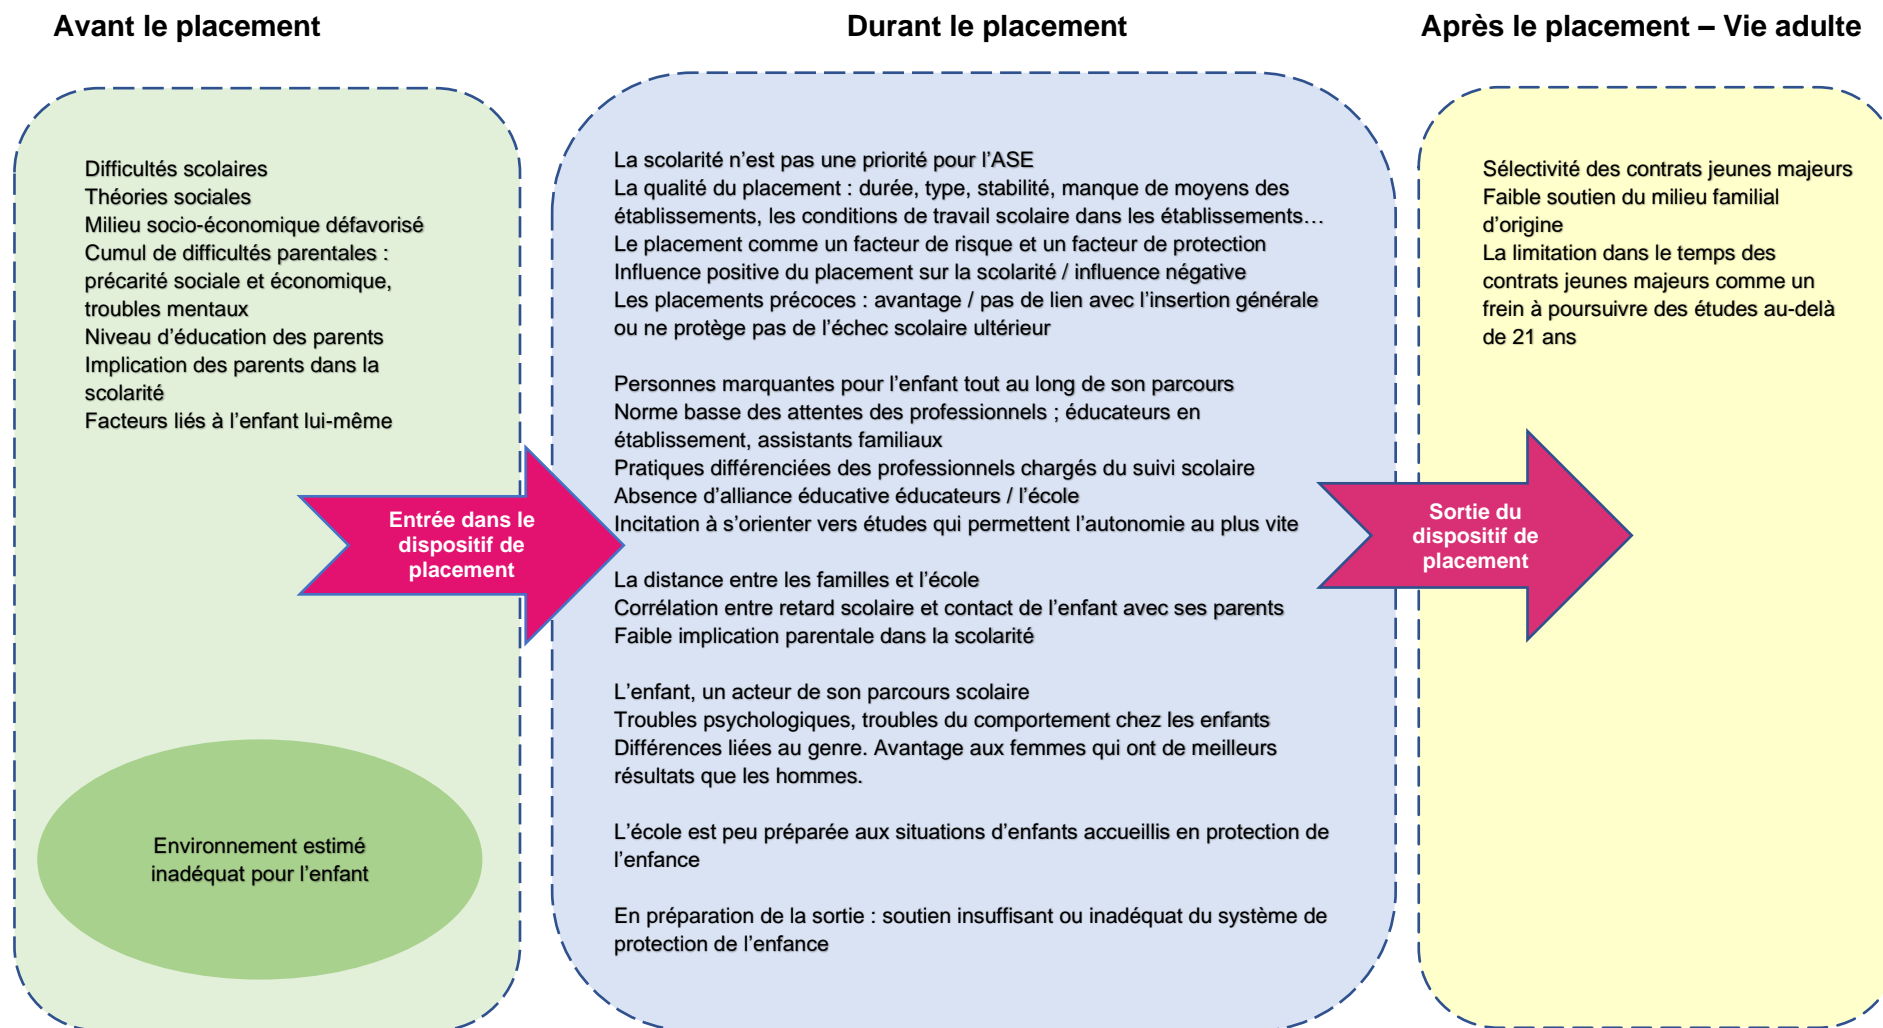 Avant le placement
Difficultés scolaires
Théories sociales
Milieu socio-économique défavorisé
Cumul de difficultés parentales :
précarité sociale et économique,
troubles mentaux
Niveau d’éducation des parents
Implication des parents dans la
scolarité
Facteurs liés à l’enfant lui-même
Environnement estimé
inadéquat pour l’enfant
Entrée dans le
dispositif de
placement
Durant le placement
La scolarité n’est pas une priorité pour l’ASE
La qualité du placement : durée, type, stabilité, manque de moyens des
établissements, les conditions de travail scolaire dans les établissements…
Le placement comme un facteur de risque et un facteur de protection
Influence positive du placement sur la scolarité / influence négative
Les placements précoces : avantage / pas de lien avec l’insertion générale
ou ne protège pas de l’échec scolaire ultérieur
Personnes marquantes pour l’enfant tout au long de son parcours
Norme basse des attentes des professionnels ; éducateurs en
établissement, assistants familiaux
Pratiques différenciées des professionnels chargés du suivi scolaire
Absence d’alliance éducative éducateurs / l’école
Incitation à s’orienter vers études qui permettent l’autonomie au plus vite
La distance entre les familles et l’école
Corrélation entre retard scolaire et contact de l’enfant avec ses parents
Faible implication parentale dans la scolarité
L’enfant, un acteur de son parcours scolaire
Troubles psychologiques, troubles du comportement chez les enfants
Différences liées au genre. Avantage aux femmes qui ont de meilleurs
résultats que les hommes.
L’école est peu préparée aux situations d’enfants accueillis en protection de
l’enfance
En préparation de la sortie : soutien insuffisant ou inadéquat du système de
protection de l’enfance
Sortie du
dispositif de
placement
Après le placement – Vie adulte
Sélectivité des contrats jeunes majeurs
Faible soutien du milieu familial
d’origine
La limitation dans le temps des
contrats jeunes majeurs comme un
frein à poursuivre des études au-delà
de 21 ans